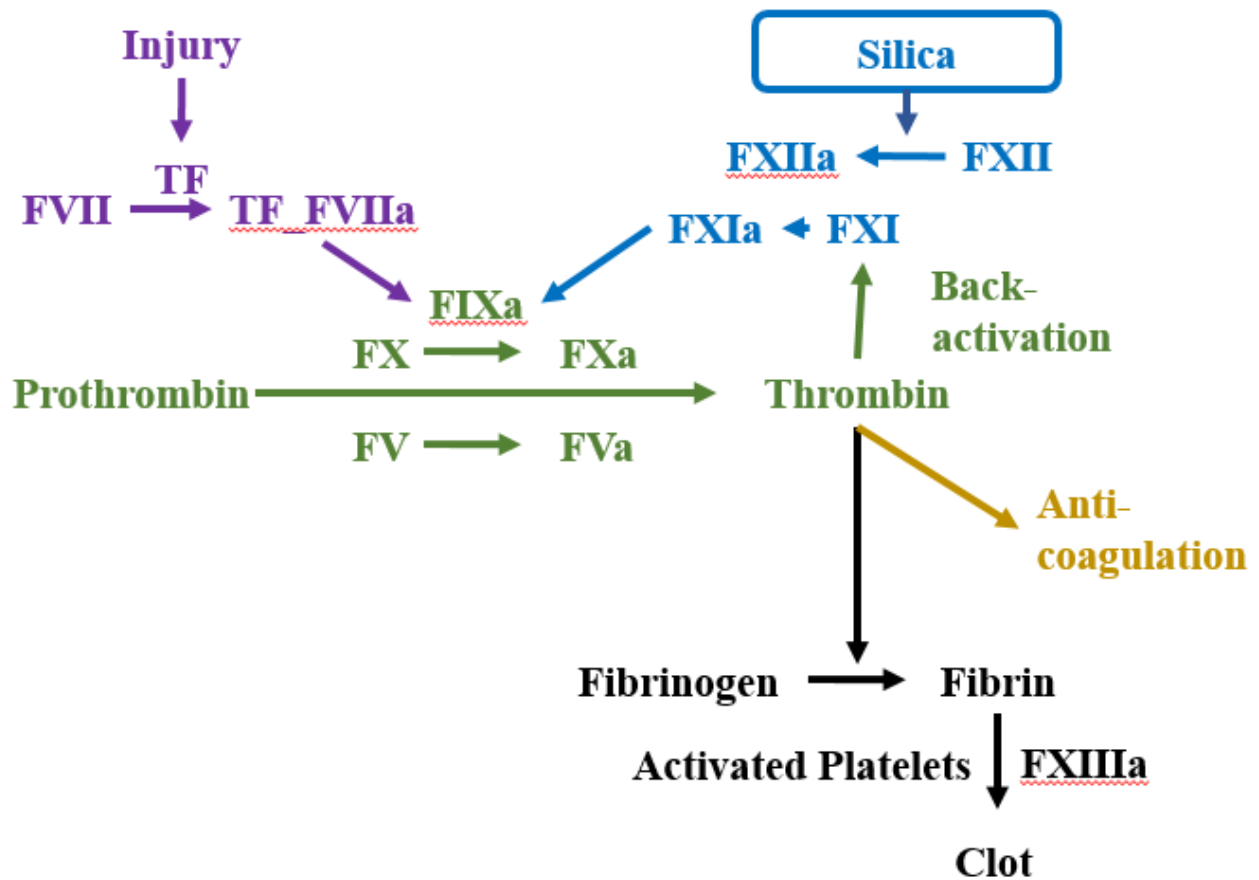 Injury
Silica
TF
FXIIa
FXII
FVII
TF_FVIIa
FXIa
FXI
FIXa
Back-
activation
FX
FXa
Prothrombin
Thrombin
FV
FVa
Anti-
coagulation
Fibrinogen
Fibrin
Activated Platelets
FXIIIa
Clot